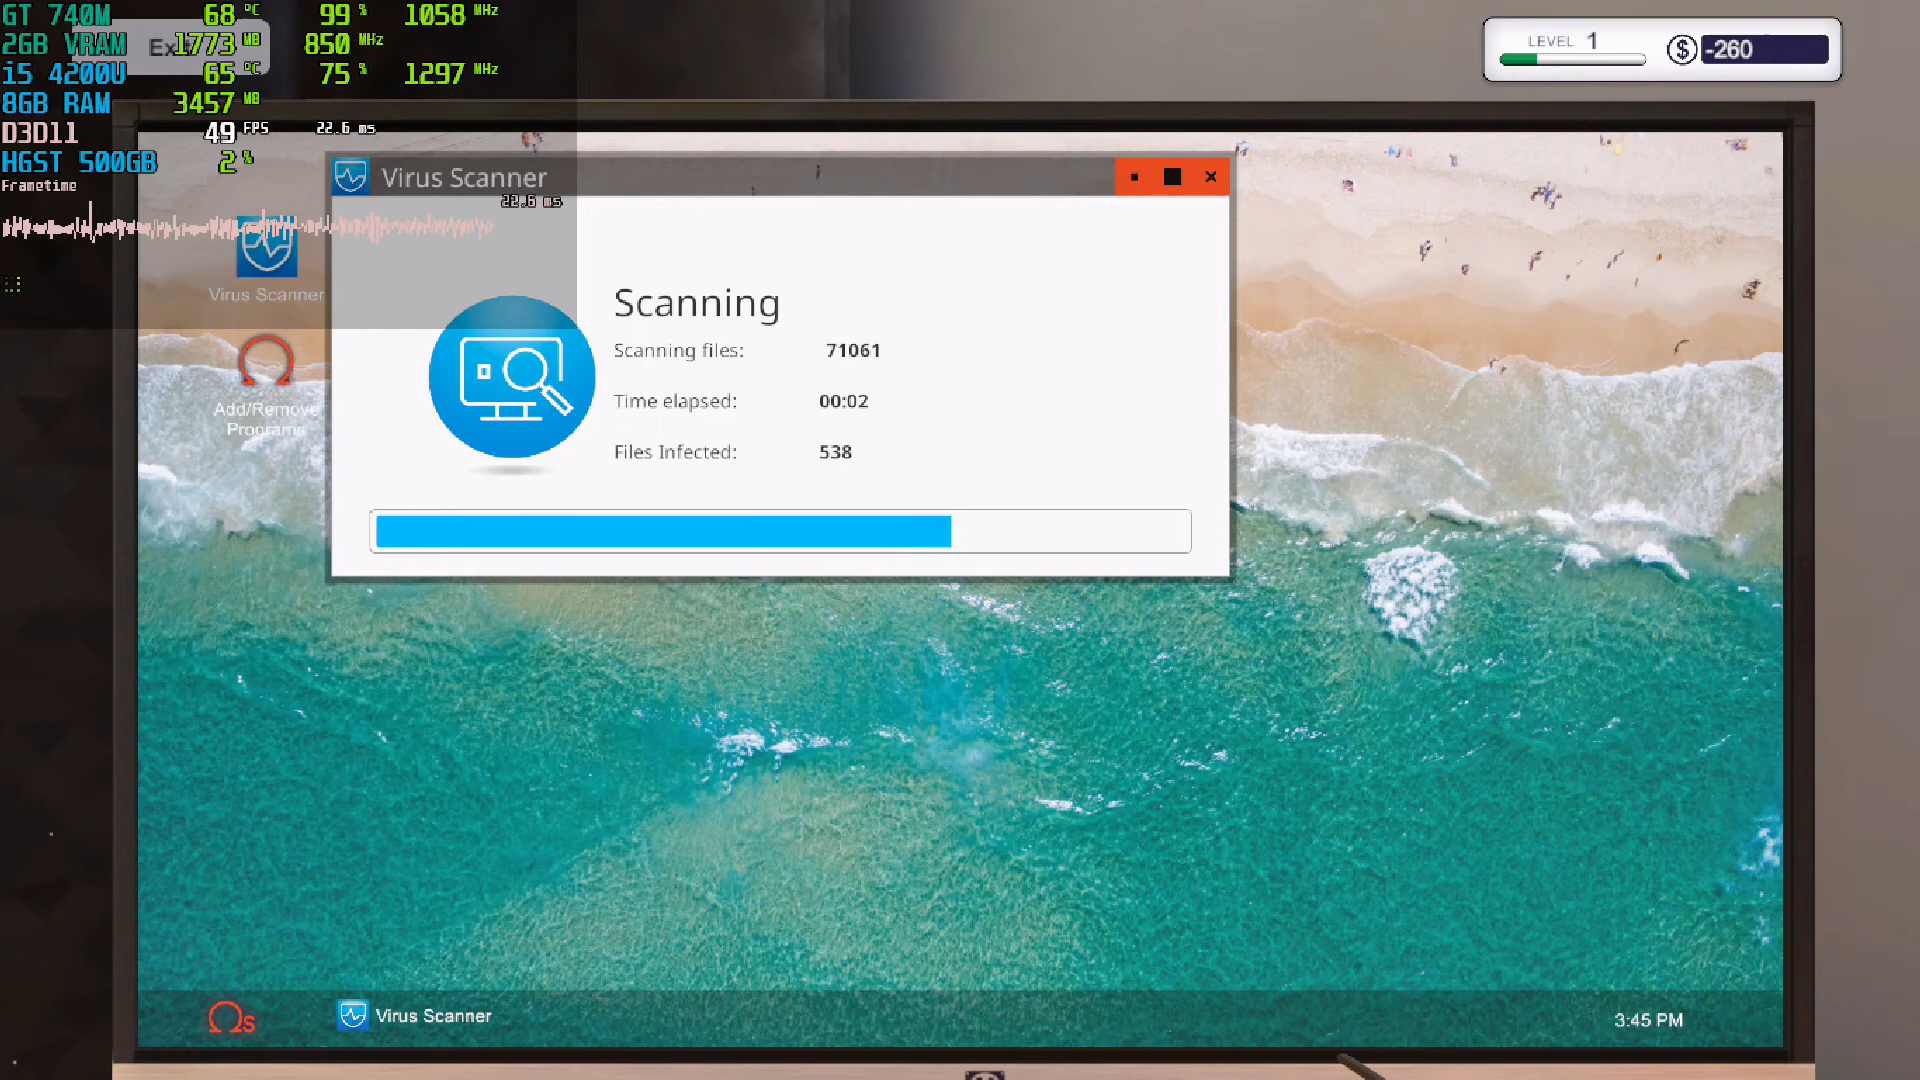 GT 740M 68 °C 99 % 1058 MHz
2GB VRAM 1773 MB 850 MHz
i5 4200U 65 °C 75 % 1297 MHz
8GB RAM 3457 MB
D3D11 49 FPS 22.6 ms
HGST 500GB 2 %
Frametime
22.6 ms
LEVEL 1
$ -260
Virus Scanner
Virus Scanner
Add/Remove
Programs
Scanning
Scanning files: 71061
Time elapsed: 00:02
Files Infected: 538
Ωs
Virus Scanner
3:45 PM